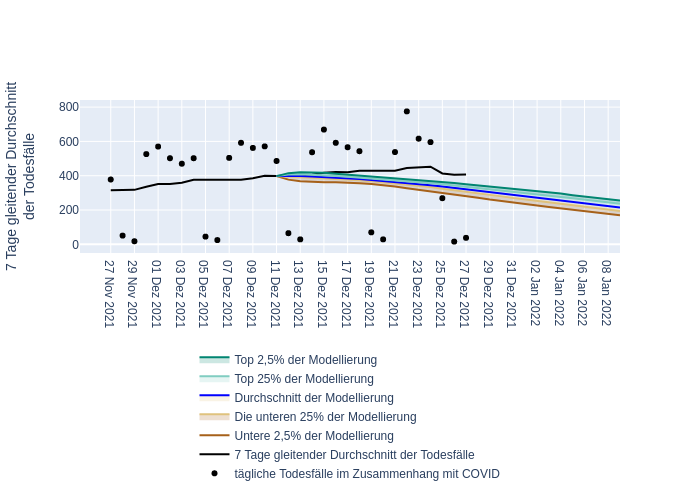 7 Tage gleitender Durchschnitt
der Todesfälle
800
600
400
200
0
27 Nov 2021
29 Nov 2021
01 Dez 2021
03 Dez 2021
05 Dez 2021
07 Dez 2021
09 Dez 2021
11 Dez 2021
13 Dez 2021
15 Dez 2021
17 Dez 2021
19 Dez 2021
21 Dez 2021
23 Dez 2021
25 Dez 2021
27 Dez 2021
29 Dez 2021
31 Dez 2021
02 Jan 2022
04 Jan 2022
06 Jan 2022
08 Jan 2022
Top 2,5% der Modellierung
Top 25% der Modellierung
Durchschnitt der Modellierung
Die unteren 25% der Modellierung
Untere 2,5% der Modellierung
7 Tage gleitender Durchschnitt der Todesfälle
tägliche Todesfälle im Zusammenhang mit COVID